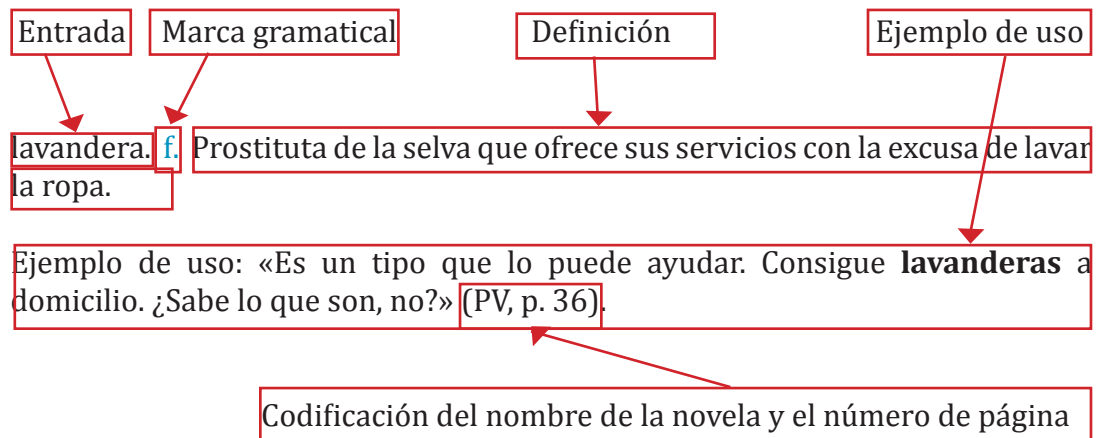 Entrada Marca gramatical Definición Ejemplo de uso
lavandera. f. Prostituta de la selva que ofrece sus servicios con la excusa de lavar
la ropa.
Ejemplo de uso: «Es un tipo que lo puede ayudar. Consigue lavanderas a
domicilio. ¿Sabe lo que son, no?» (PV, p. 36).
Codificación del nombre de la novela y el número de página